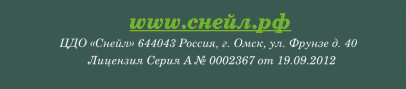 www.снейл.рф
ЦДО «Снейл» 644043 Россия, г. Омск, ул. Фрунзе д. 40
Лицензия Серия А № 0002367 от 19.09.2012